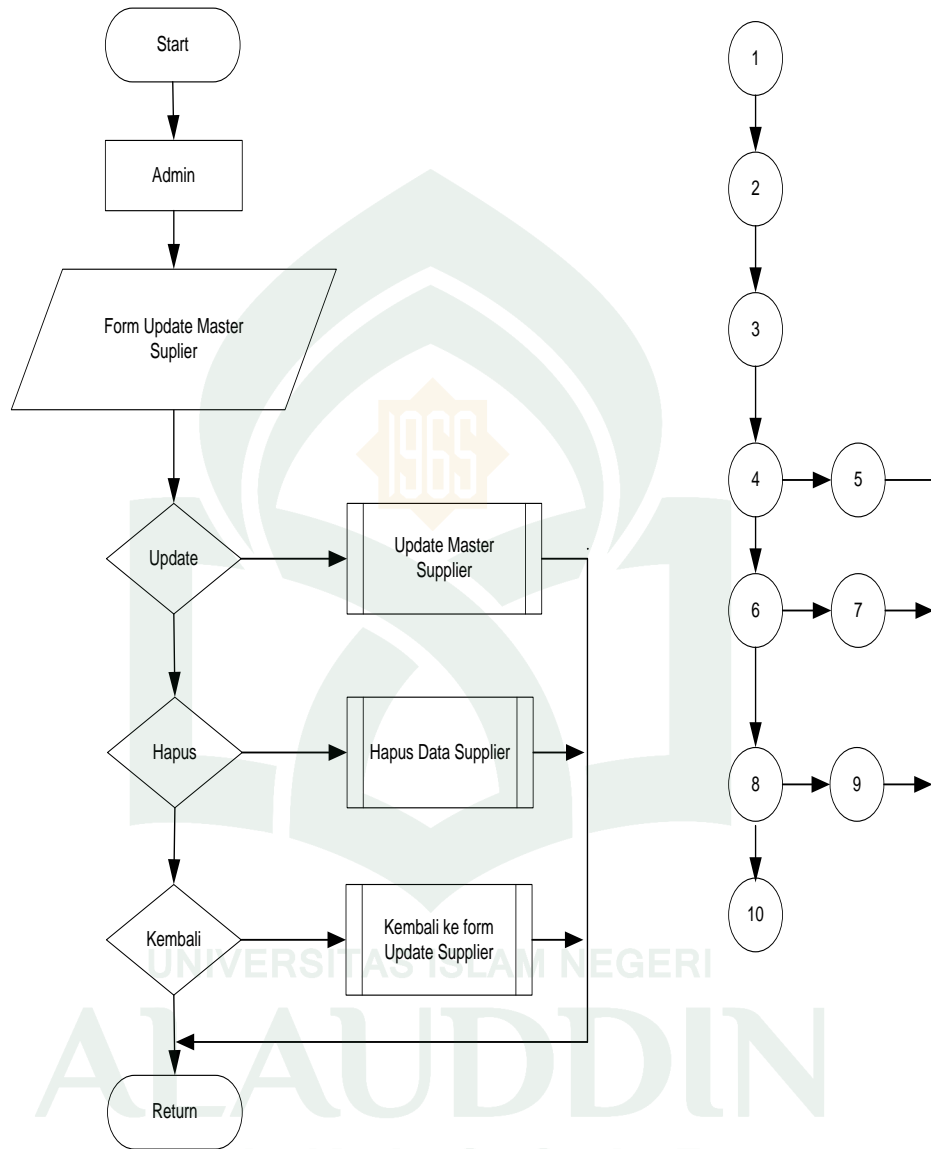 Start
Admin
Form Update Master
Suplier
Update
Update Master
Supplier
Hapus
Hapus Data Supplier
Kembali
Kembali ke form
Update Supplier
Return
1
2
3
4
5
6
7
8
9
10
1965
UNIVERSITAS ISLAM NEGERI
ALAUDDIN